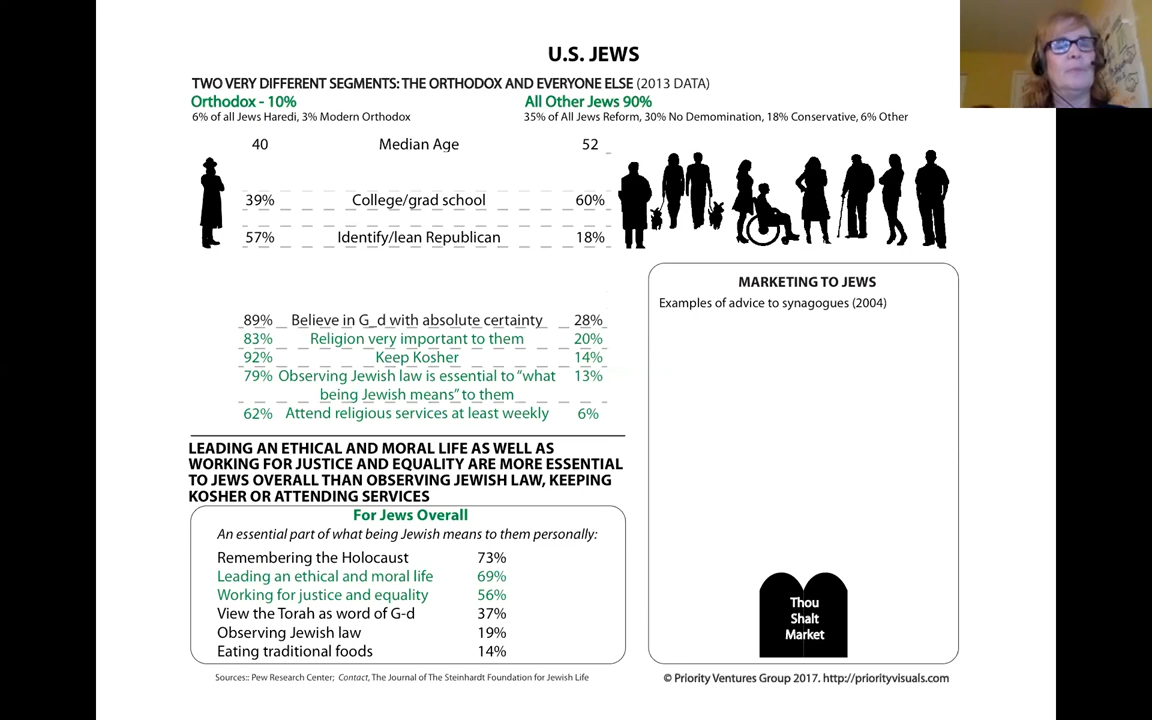 U.S. JEWS
TWO VERY DIFFERENT SEGMENTS: THE ORTHODOX AND EVERYONE ELSE (2013 DATA)
Orthodox - 10%
6% of all Jews Haredi, 3% Modern Orthodox
All Other Jews 90%
35% of All Jews Reform, 30% No Demomination, 18% Conservative, 6% Other
40 Median Age 52
39% College/grad school 60%
57% Identify/lean Republican 18%
89% Believe in G_d with absolute certainty 28%
83% Religion very important to them 20%
92% Keep Kosher 14%
79% Observing Jewish law is essential to “what 13%
being Jewish means” to them
62% Attend religious services at least weekly 6%
LEADING AN ETHICAL AND MORAL LIFE AS WELL AS
WORKING FOR JUSTICE AND EQUALITY ARE MORE ESSENTIAL
TO JEWS OVERALL THAN OBSERVING JEWISH LAW, KEEPING
KOSHER OR ATTENDING SERVICES
For Jews Overall
An essential part of what being Jewish means to them personally:
Remembering the Holocaust 73%
Leading an ethical and moral life 69%
Working for justice and equality 56%
View the Torah as word of G-d 37%
Observing Jewish law 19%
Eating traditional foods 14%
Sources:: Pew Research Center; Contact, The Journal of The Steinhardt Foundation for Jewish Life
MARKETING TO JEWS
Examples of advice to synagogues (2004)
Thou
Shalt
Market
© Priority Ventures Group 2017. http://priorityvisuals.com